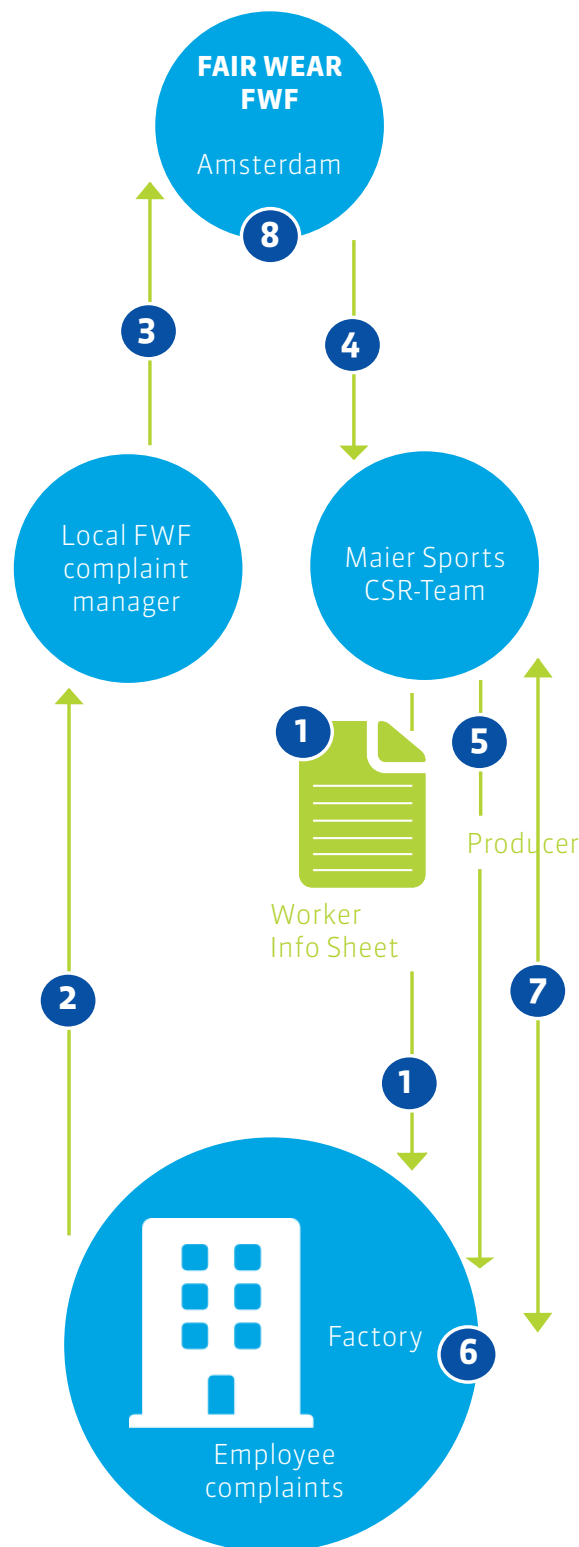 FAIR WEAR
FWF
Amsterdam
8
3
4
Local FWF
complaint
manager
Maier Sports
CSR-Team
1
5
Producer
Worker
Info Sheet
2
7
1
Factory
6
Employee
complaints